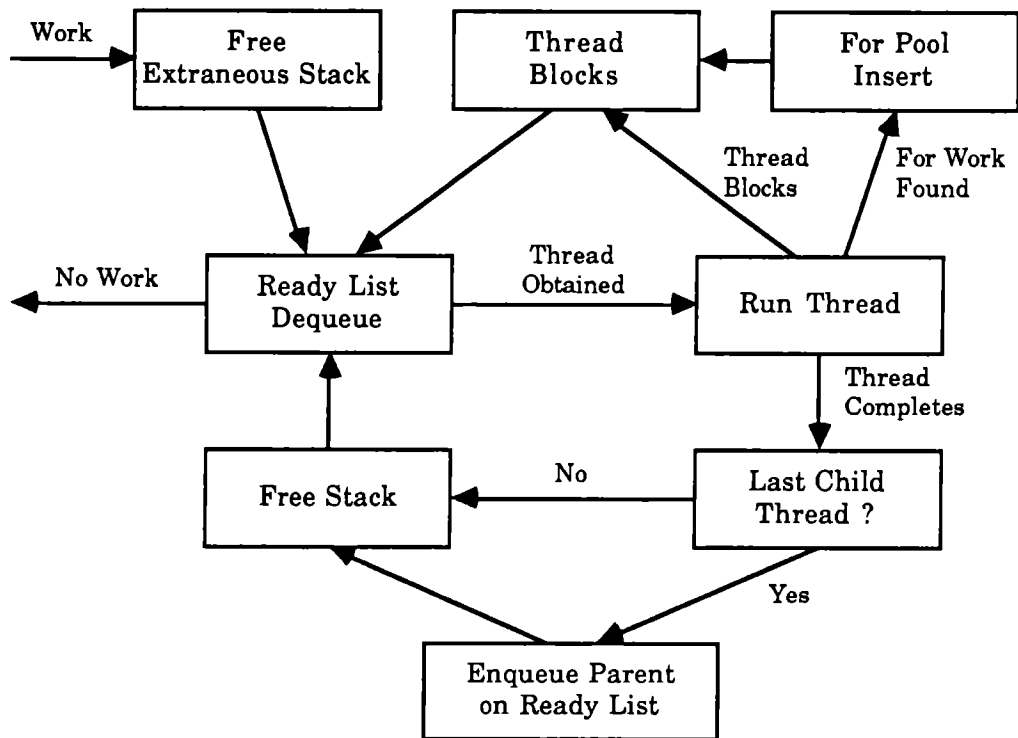 Work
Free
Extraneous Stack
Thread
Blocks
For Pool
Insert
Thread
Blocks
For Work
Found
No Work
Ready List
Dequeue
Thread
Obtained
Run Thread
Thread
Completes
Free Stack
No
Last Child
Thread ?
Yes
Enqueue Parent
on Ready List